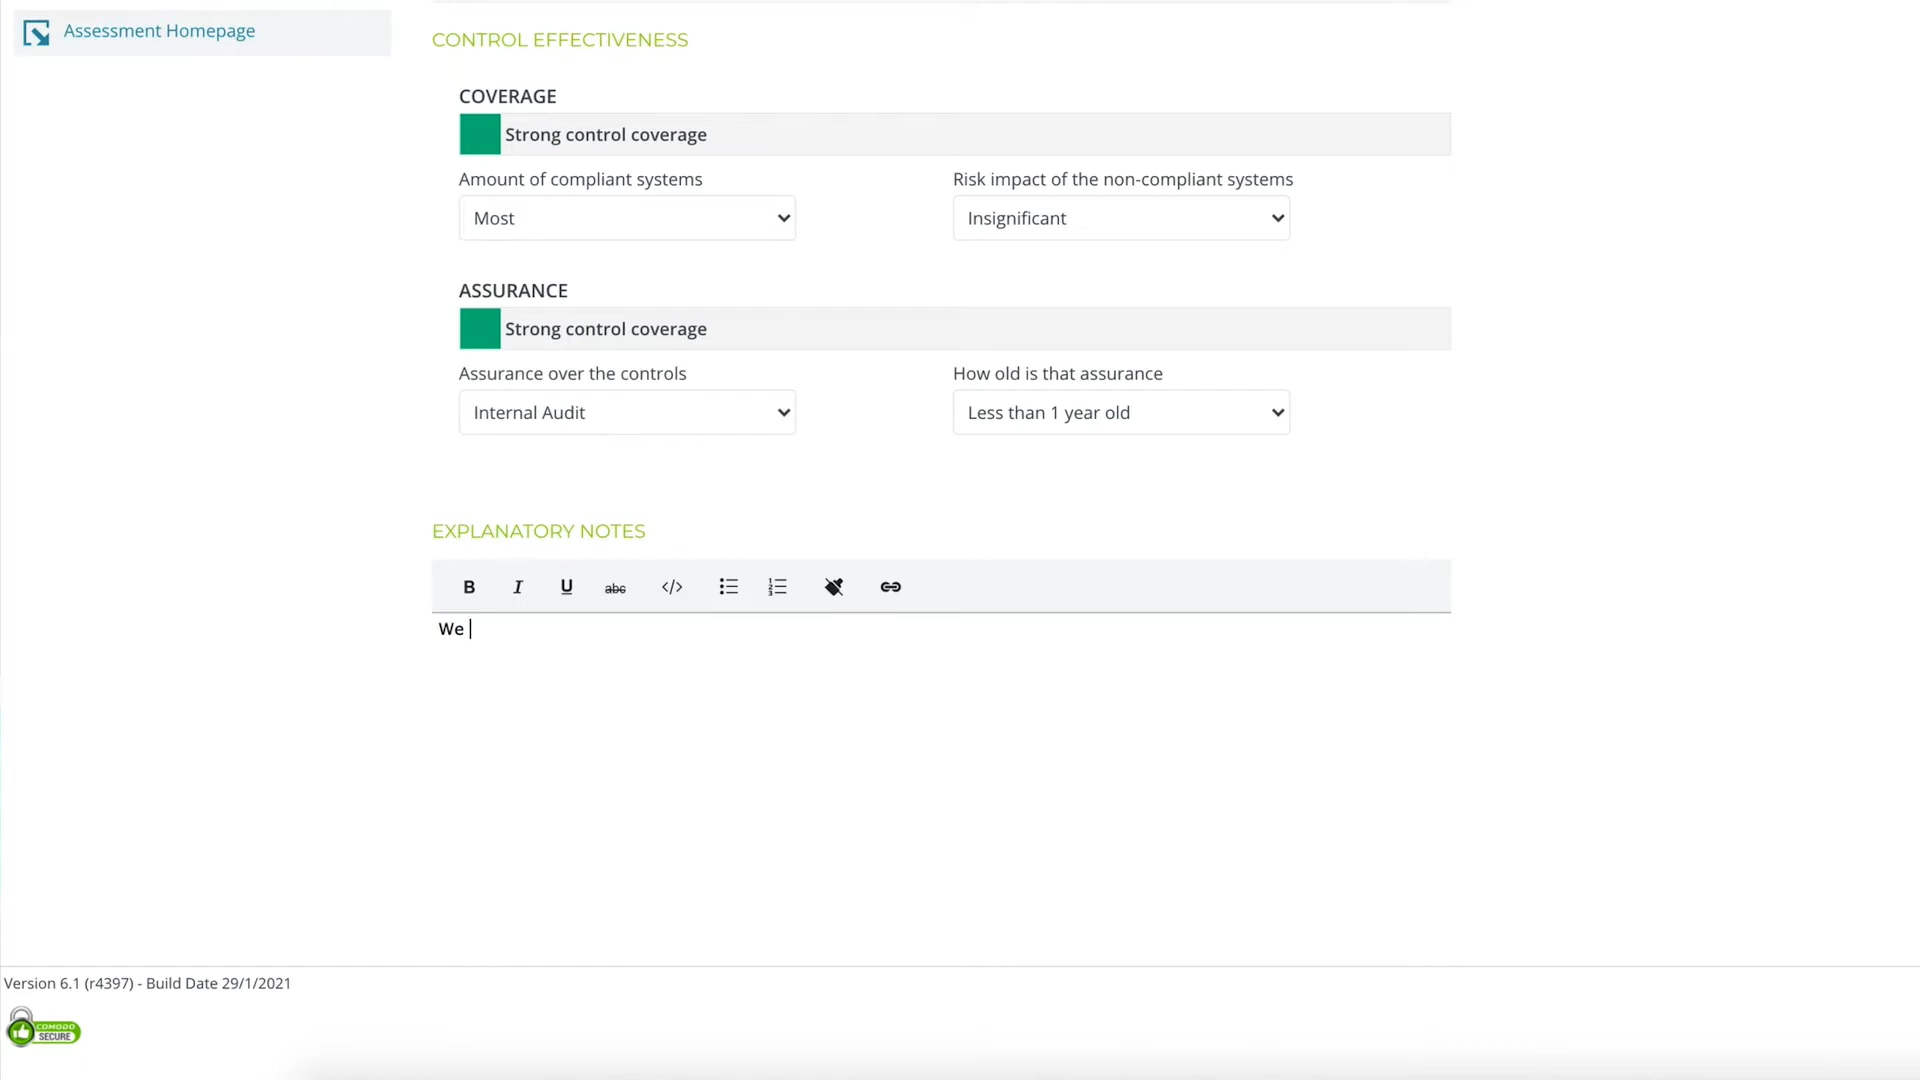 Assessment Homepage
CONTROL EFFECTIVENESS
COVERAGE
Strong control coverage
Amount of compliant systems
Risk impact of the non-compliant systems
Most
Insignificant
ASSURANCE
Strong control coverage
Assurance over the controls
How old is that assurance
Internal Audit
Less than 1 year old
EXPLANATORY NOTES
B I U abc </>
We
Version 6.1 (r4397) - Build Date 29/1/2021
COMODO
SECURE